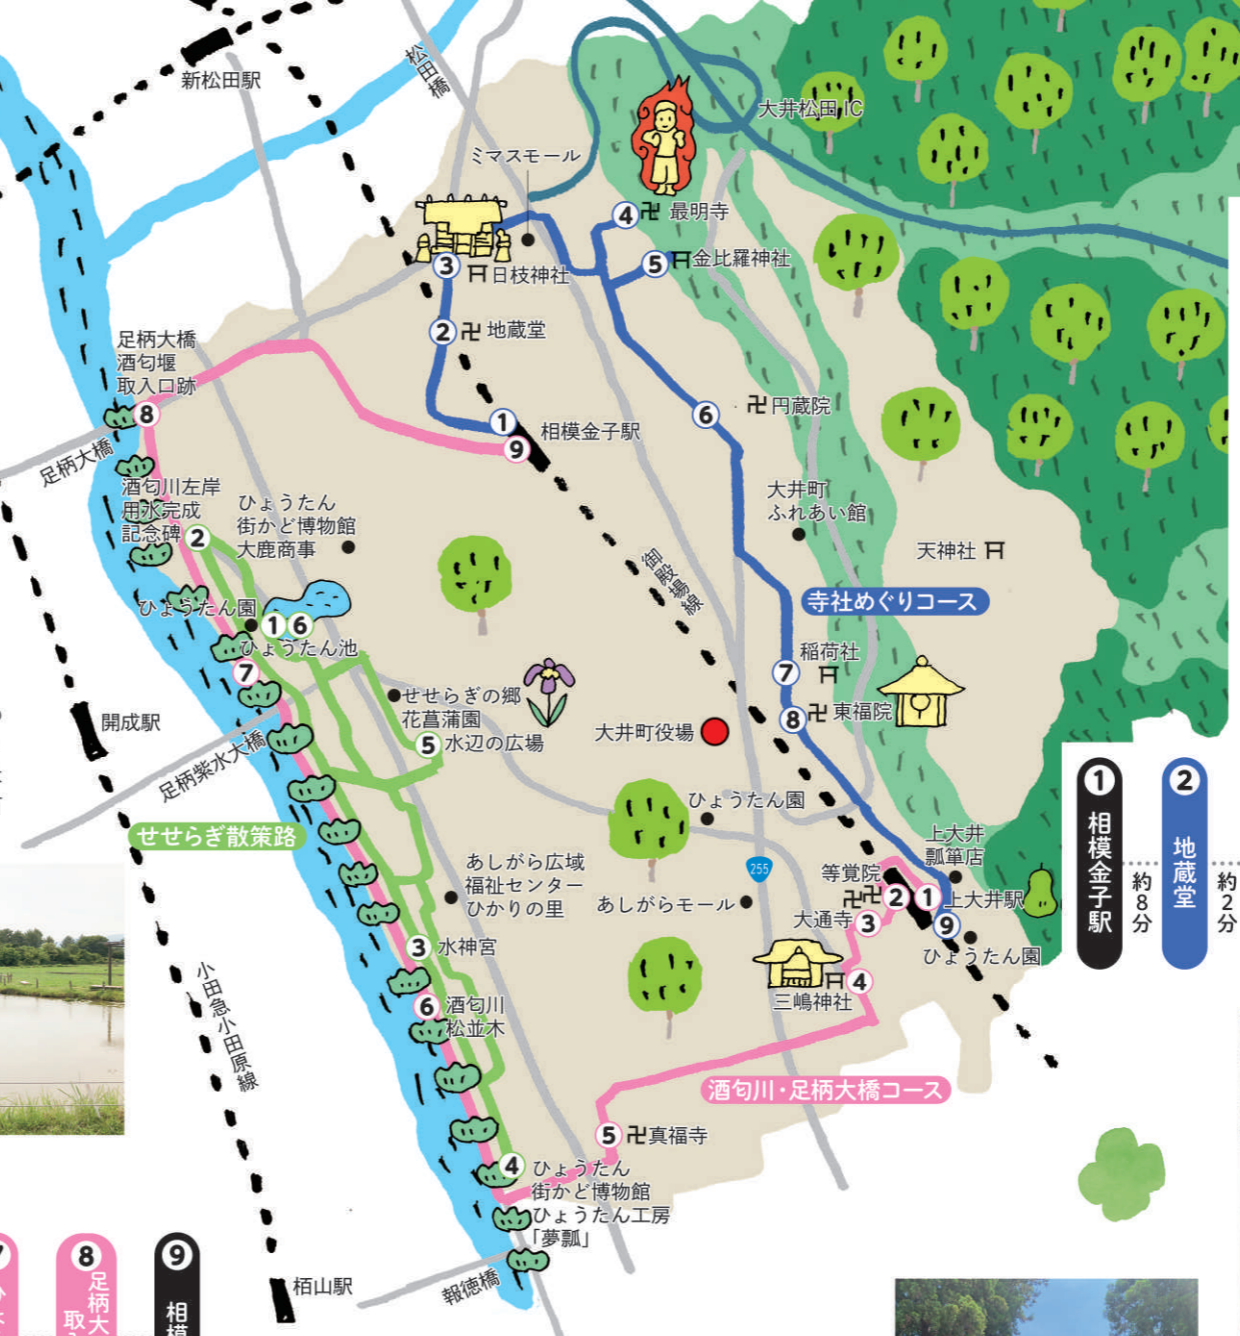 新松田駅
松田橋
大井松田IC
ミマスモール
④ 卍 最明寺
⑤ 金比羅神社
③ 日枝神社
② 卍 地蔵堂
足柄大橋
酒匂堰
取入口跡
⑧
① 相模金子駅
⑨
⑥
卍円蔵院
足柄大橋
酒匂川左岸
用水完成
記念碑 ②
ひょうたん
街かど博物館
大鹿商事
大井町
ふれあい館
御殿場線
天神社
寺社めぐりコース
ひょうたん園
① ⑥
ひょうたん池
⑦
⑦ 稲荷社
⑧ 卍 東福院
せせらぎの郷
花菖蒲園
⑤ 水辺の広場
大井町役場
開成駅
足柄紫水大橋
せせらぎ散策路
ひょうたん園
255
上大井
瓢箪店
あしがら広域
福祉センター
ひかりの里
あしがらモール
等覚院
卍卍
② ① 上大井駅
大通寺 ③
⑨
ひょうたん園
③ 水神宮
④
三嶋神社
⑥ 酒匂川
松並木
小田急小田原線
酒匂川・足柄大橋コース
⑤ 卍真福寺
④ ひょうたん
街かど博物館
ひょうたん工房
「夢瓢」
栢山駅
報徳橋
① 相模金子駅
約8分
② 地蔵堂
約2分
⑧ 足柄大
取入
⑨ 相模